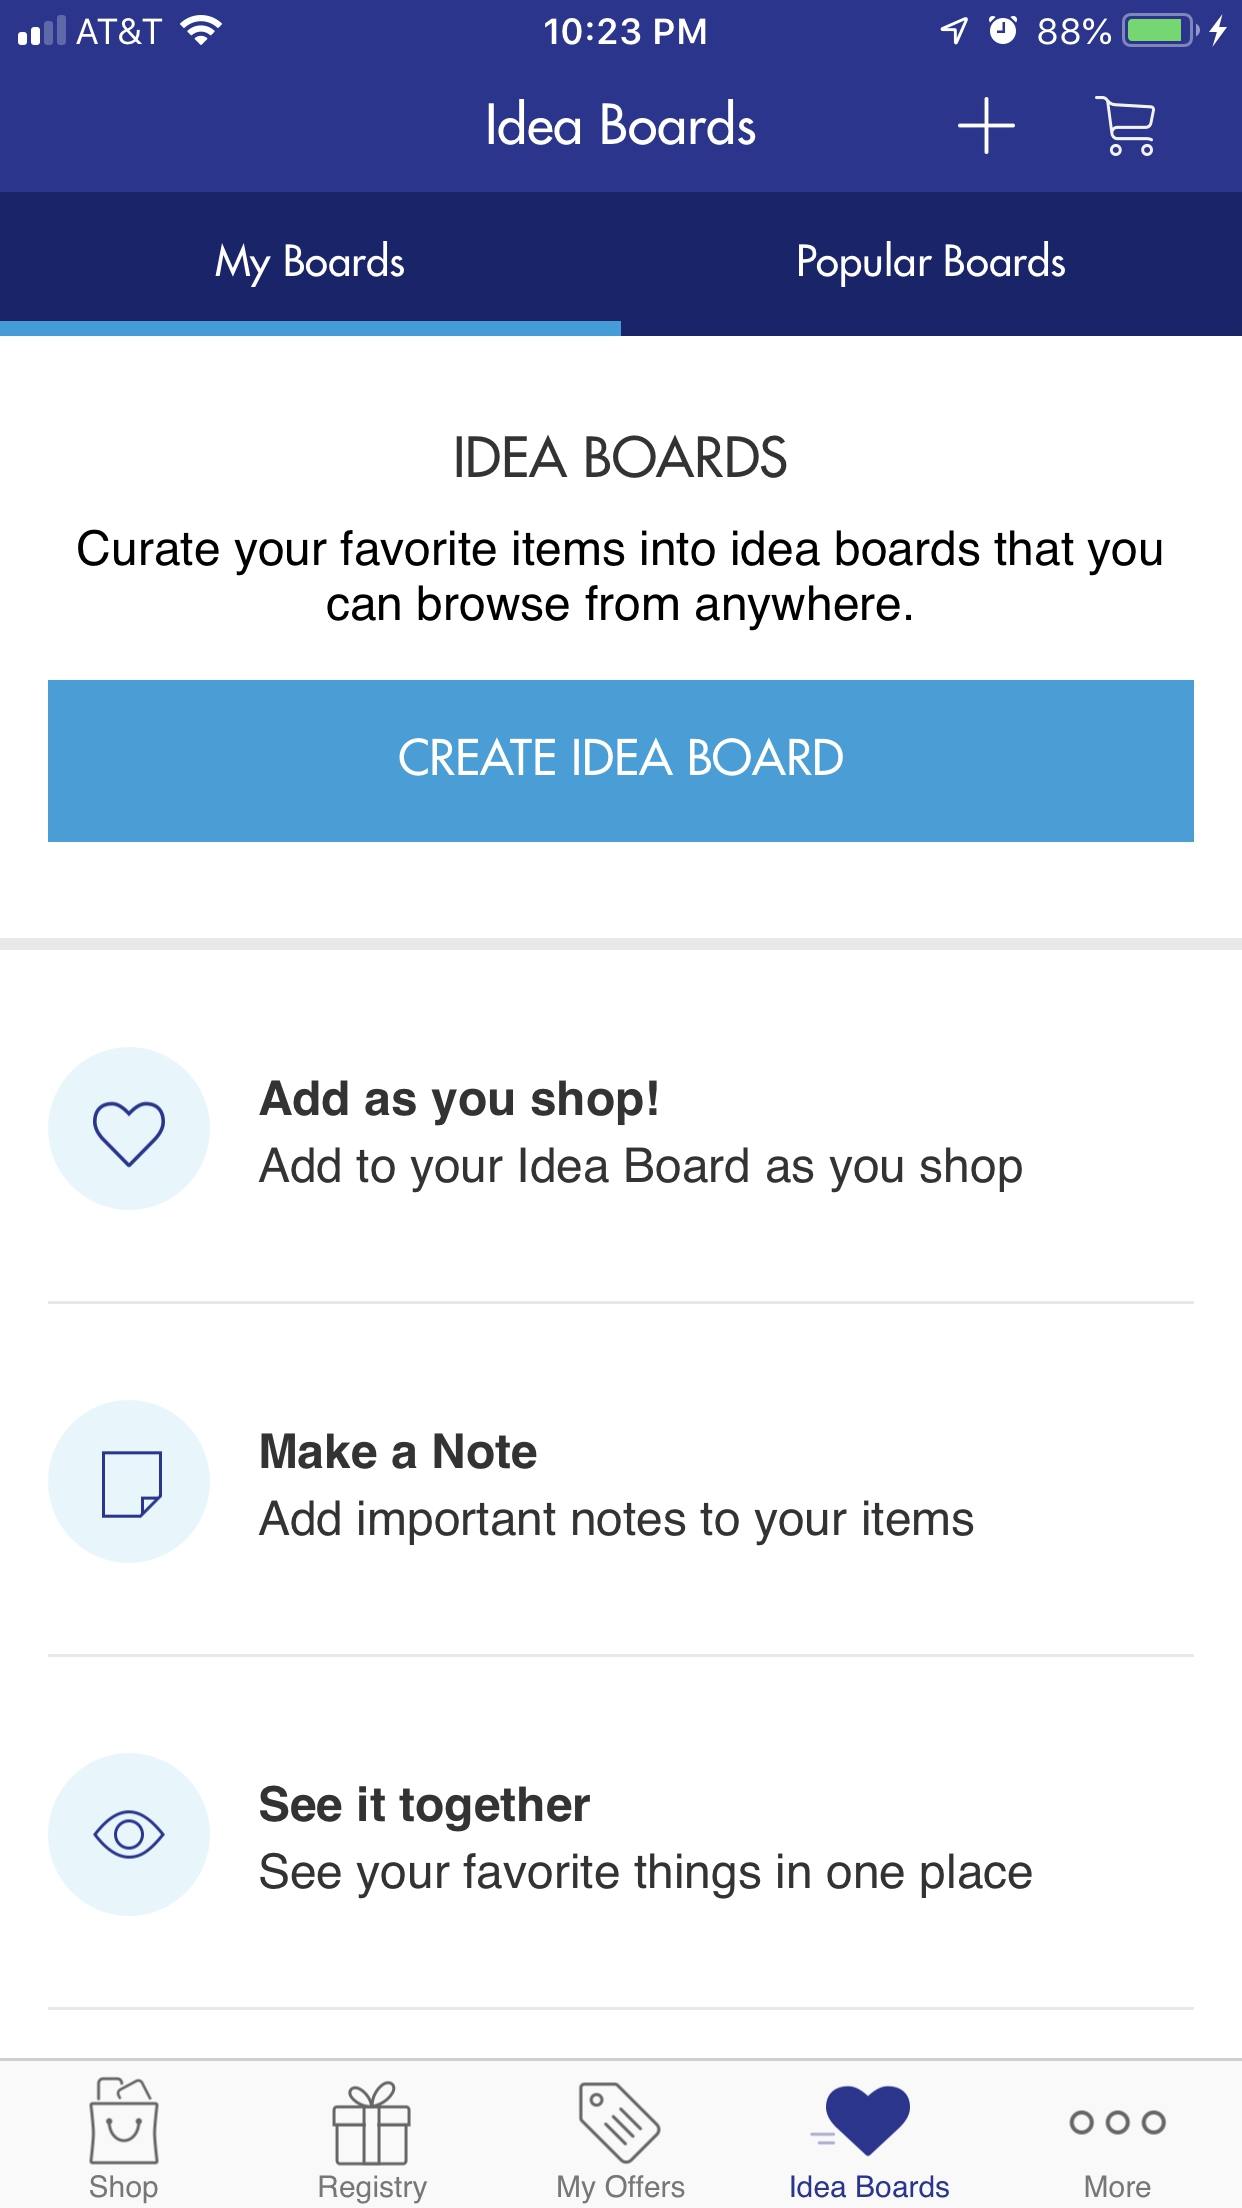 AT&T 10:23 PM 88%
Idea Boards
My Boards Popular Boards
IDEA BOARDS
Curate your favorite items into idea boards that you
can browse from anywhere.
CREATE IDEA BOARD
Add as you shop!
Add to your Idea Board as you shop
Make a Note
Add important notes to your items
See it together
See your favorite things in one place
Shop Registry My Offers Idea Boards More